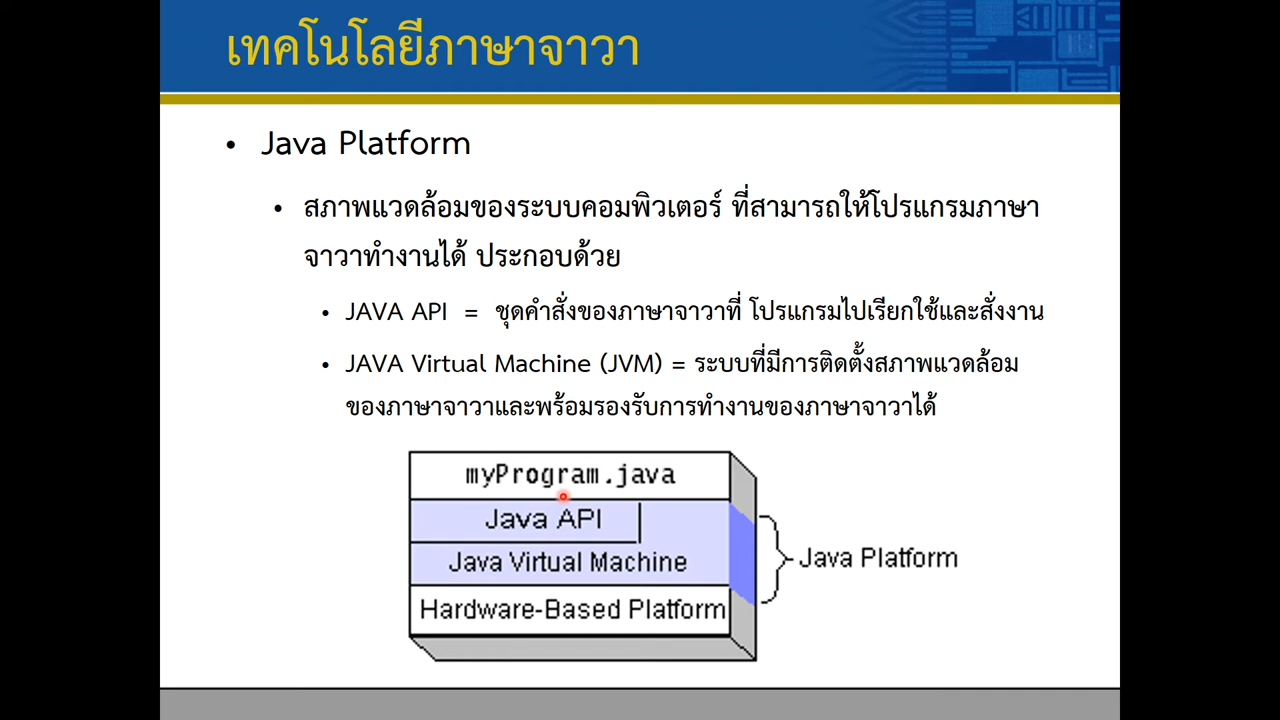 เทคโนโลยีภาษาจาวา
• Java Platform
• สภาพแวดล้อมของระบบคอมพิวเตอร์ ที่สามารถให้โปรแกรมภาษา
จาวาทำงานได้ ประกอบด้วย
• JAVA API = ชุดคำสั่งของภาษาจาวาที่ โปรแกรมไปเรียกใช้และสั่งงาน
• JAVA Virtual Machine (JVM) = ระบบที่มีการติดตั้งสภาพแวดล้อม
ของภาษาจาวาและพร้อมรองรับการทำงานของภาษาจาวาได้
myProgram.java
Java API
Java Virtual Machine
Java Platform
Hardware-Based Platform